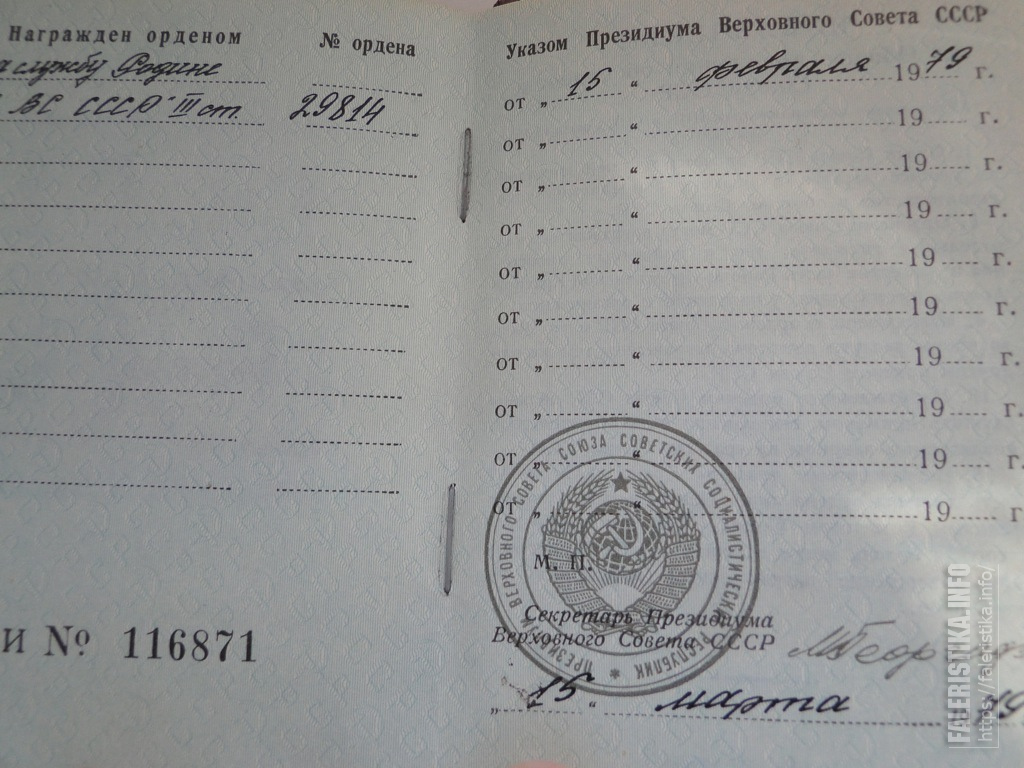 Награжден орденом
№ ордена
службу Родине
ВС СССР" III ст.
29814
И № 116871
Указом Президиума Верховного Совета СССР
от „ 15 “ февраля 1979 г.
от „ “ 19 г.
от „ “ 19 г.
от „ “ 19 г.
от „ “ 19 г.
от „ “ 19 г.
от „ “ 19 г.
от „ “ 19 г.
от „ “ 19 г.
от „ “ 19 г
ВЕРХОВНОГО СОВЕТА СОЮЗА СОВЕТСКИХ СОЦИАЛИСТИЧЕСКИХ РЕСПУБЛИК * ПРЕЗИДИУМ
М. П.
Секретарь Президиума
Верховного Совета СССР
„ 15 “ марта 19
FALERISTIKA.INFO
https://faleristika.info/